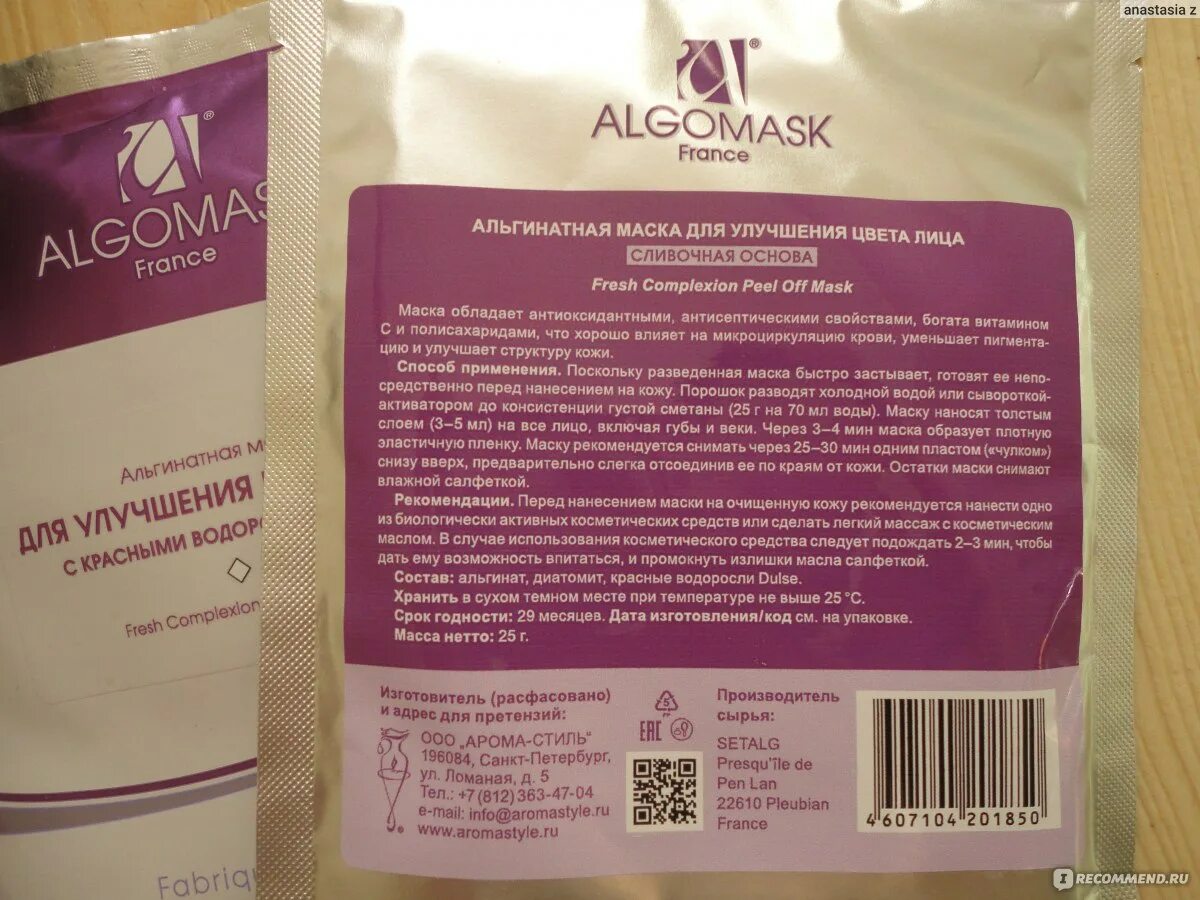 anastasia z
ALGOMAS
France
Альгинатная м
ДЛЯ УЛУЧШЕНИЯ
С КРАСНЫМИ ВОДОРО
Fresh Complexion
Fabriq
ALGOMASK
France
АЛЬГИНАТНАЯ МАСКА ДЛЯ УЛУЧШЕНИЯ ЦВЕТА ЛИЦА
СЛИВОЧНАЯ ОСНОВА
Fresh Complexion Peel Off Mask
Маска обладает антиоксидантными, антисептическими свойствами, богата витамином
С и полисахаридами, что хорошо влияет на микроциркуляцию крови, уменьшает пигмента-
цию и улучшает структуру кожи.
Способ применения. Поскольку разведенная маска быстро застывает, готовят ее непо-
средственно перед нанесением на кожу. Порошок разводят холодной водой или сывороткой-
активатором до консистенции густой сметаны (25 г на 70 мл воды). Маску наносят толстым
слоем (3–5 мл) на все лицо, включая губы и веки. Через 3–4 мин маска образует плотную
эластичную пленку. Маску рекомендуется снимать через 25–30 мин одним пластом («чулком»)
снизу вверх, предварительно слегка отсоединив ее по краям от кожи. Остатки маски снимают
влажной салфеткой.
Рекомендации. Перед нанесением маски на очищенную кожу рекомендуется нанести одно
из биологически активных косметических средств или сделать легкий массаж с косметическим
маслом. В случае использования косметического средства следует подождать 2–3 мин, чтобы
дать ему возможность впитаться, и промокнуть излишки масла салфеткой.
Состав: альгинат, диатомит, красные водоросли Dulse.
Хранить в сухом темном месте при температуре не выше 25 °C.
Срок годности: 29 месяцев. Дата изготовления/код см. на упаковке.
Масса нетто: 25 г.
Изготовитель (расфасовано)
и адрес для претензий:
ООО „АРОМА-СТИЛЬ"
196084, Санкт-Петербург,
ул. Ломаная, д. 5
Тел.: +7 (812) 363-47-04
e-mail: info@aromastyle.ru
www.aromastyle.ru
5
PP
EAC
Производитель
сырья:
SETALG
Presqu'île de
Pen Lan
22610 Pleubian
France
4 607104 201850
IRECOMMEND.RU